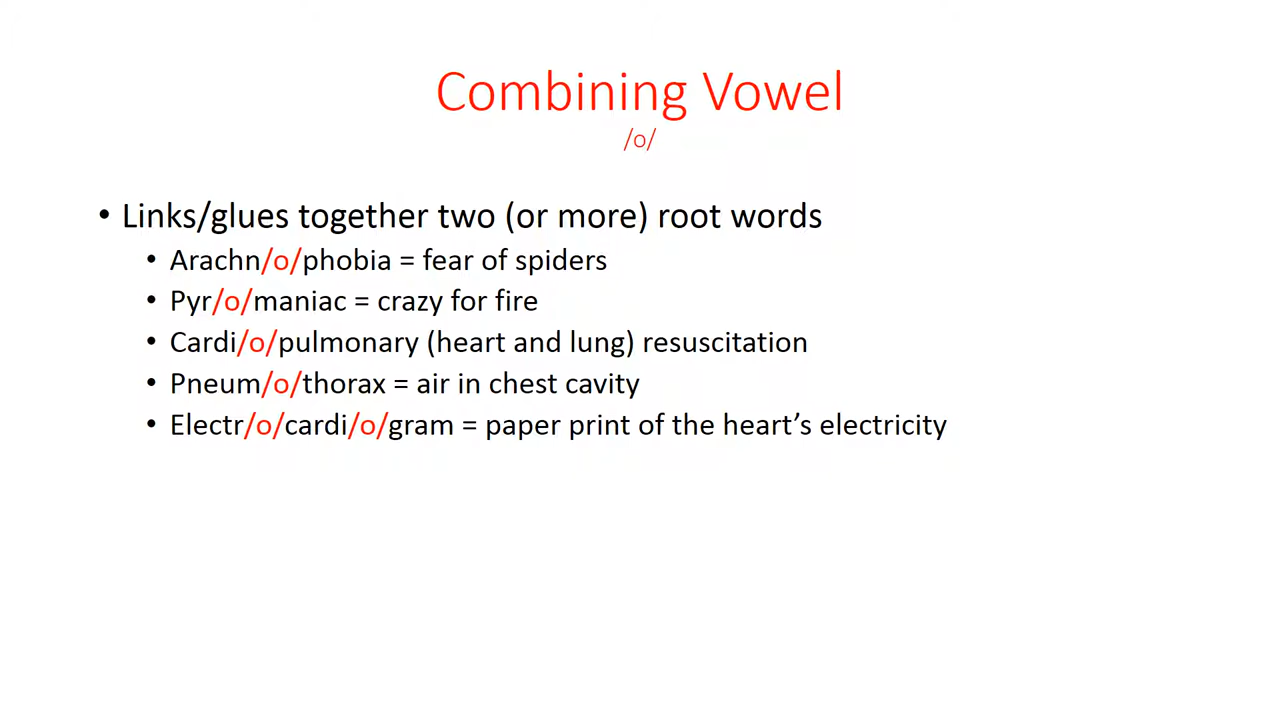 Combining Vowel
/o/
• Links/glues together two (or more) root words
• Arachn/o/phobia = fear of spiders
• Pyr/o/maniac = crazy for fire
• Cardi/o/pulmonary (heart and lung) resuscitation
• Pneum/o/thorax = air in chest cavity
• Electr/o/cardi/o/gram = paper print of the heart’s electricity